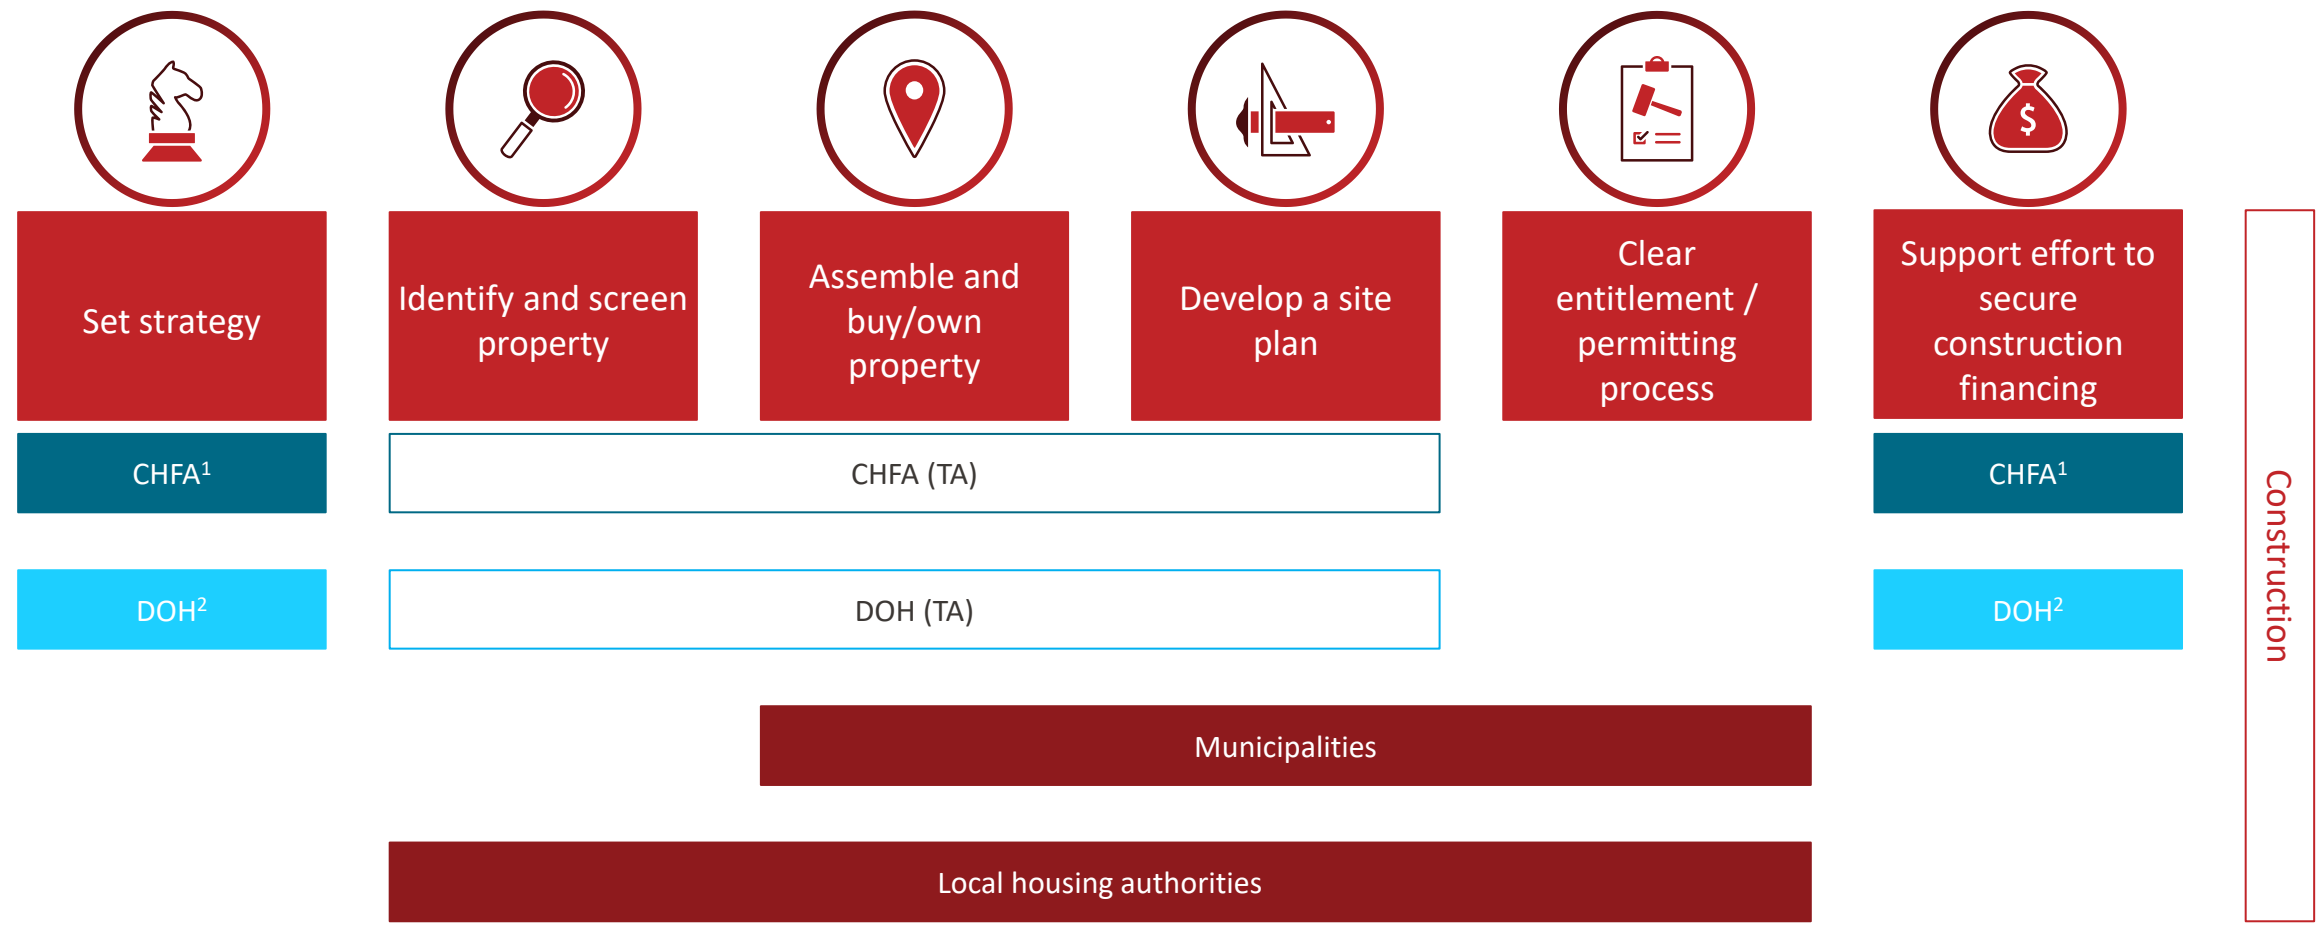 Set strategy
Identify and screen
property
Assemble and
buy/own
property
Develop a site
plan
Clear
entitlement /
permitting
process
Support effort to
secure
construction
financing
$
CHFA¹
CHFA (TA)
CHFA¹
DOH²
DOH (TA)
DOH²
Municipalities
Local housing authorities
Construction